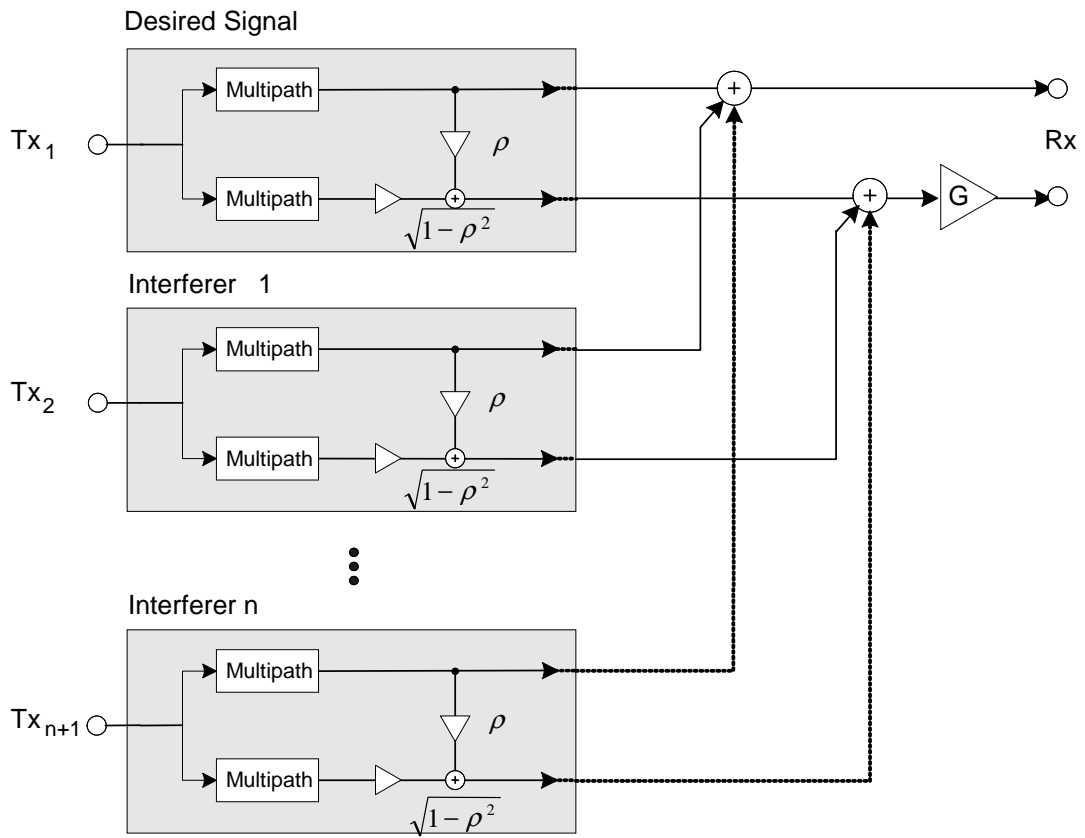 Desired Signal
Tx₁
Multipath
ρ
Multipath
√1 − ρ²
+
+
+
G
Rx
Interferer 1
Tx₂
Multipath
ρ
Multipath
+
√1 − ρ²
Interferer n
Txₙ₊₁
Multipath
ρ
Multipath
+
√1 − ρ²